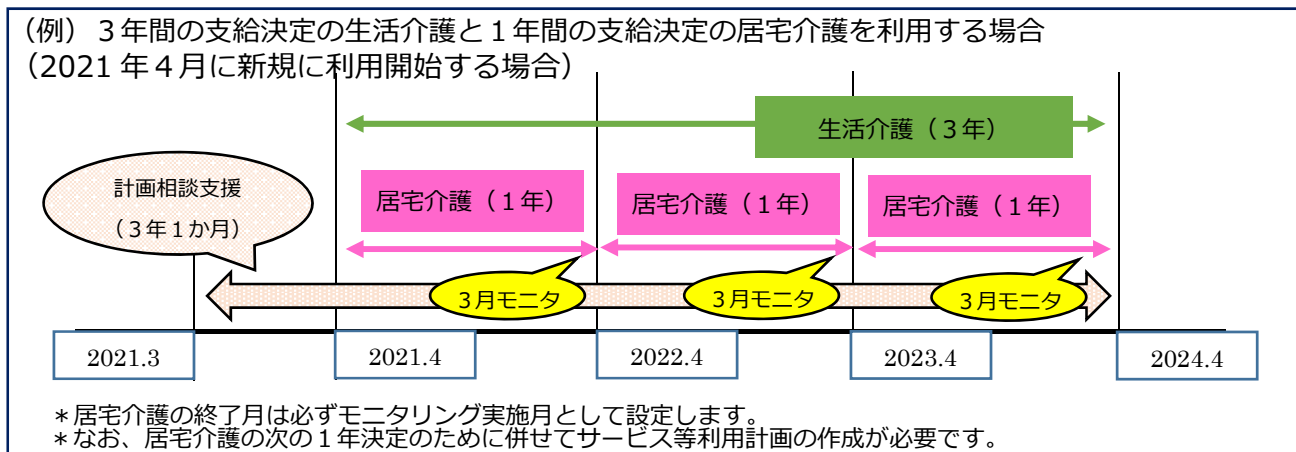 （例）３年間の支給決定の生活介護と１年間の支給決定の居宅介護を利用する場合
（2021 年４月に新規に利用開始する場合）
生活介護（３年）
計画相談支援
（３年１か月）
居宅介護（１年）
居宅介護（１年）
居宅介護（１年）
３月モニタ
３月モニタ
３月モニタ
2021.3
2021.4
2022.4
2023.4
2024.4
＊居宅介護の終了月は必ずモニタリング実施月として設定します。
＊なお、居宅介護の次の１年決定のために併せてサービス等利用計画の作成が必要です。